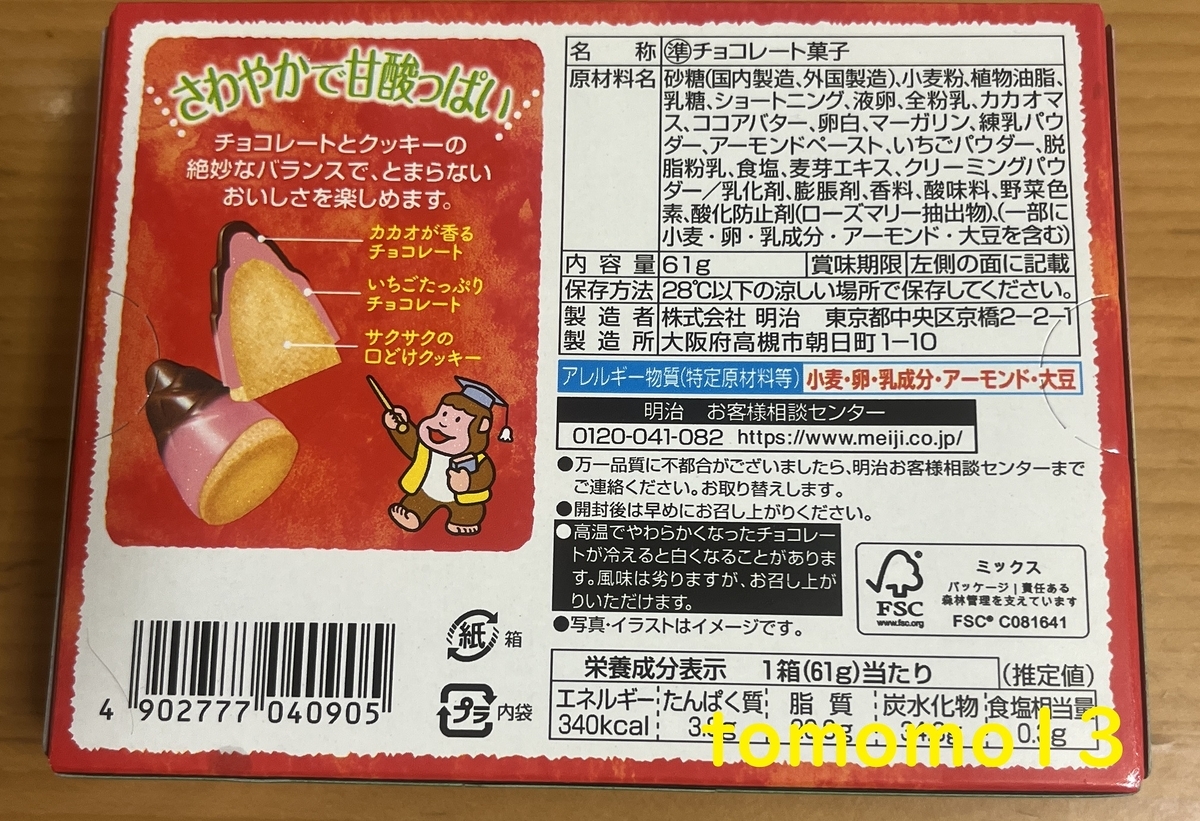 さわやかで甘酸っぱい
チョコレートとクッキーの
絶妙なバランスで、とまらない
おいしさを楽しめます。
カカオが香る
チョコレート
いちごたっぷり
チョコレート
サクサクの
口どけクッキー
4 902777 040905
紙 箱
プラ 内袋
名称 準チョコレート菓子
原材料名 砂糖(国内製造、外国製造)、小麦粉、植物油脂、
乳糖、ショートニング、液卵、全粉乳、カカオマ
ス、ココアバター、卵白、マーガリン、練乳パウ
ダー、アーモンドペースト、いちごパウダー、脱
脂粉乳、食塩、麦芽エキス、クリーミングパウ
ダー／乳化剤、膨脹剤、香料、酸味料、野菜色
素、酸化防止剤(ローズマリー抽出物)、(一部に
小麦・卵・乳成分・アーモンド・大豆を含む)
内容量 61g 賞味期限 左側の面に記載
保存方法 28℃以下の涼しい場所で保存してください。
製造者 株式会社 明治 東京都中央区京橋2-2-1
製造所 大阪府高槻市朝日町1-10
アレルギー物質(特定原材料等) 小麦・卵・乳成分・アーモンド・大豆
明治 お客様相談センター
0120-041-082 https://www.meiji.co.jp/
●万一品質に不都合がございましたら、明治お客様相談センターまで
ご連絡ください。お取り替えします。
●開封後は早めにお召し上がりください。
●高温でやわらかくなったチョコレー
トが冷えると白くなることがありま
す。風味は劣りますが、お召し上が
りいただけます。
●写真・イラストはイメージです。
FSC
www.fsc.org
ミックス
パッケージ｜責任ある
森林管理を支えています
FSC® C081641
栄養成分表示 1箱(61g)当たり (推定値)
エネルギー たんぱく質 脂質 炭水化物 食塩相当量
340kcal
tomomo13